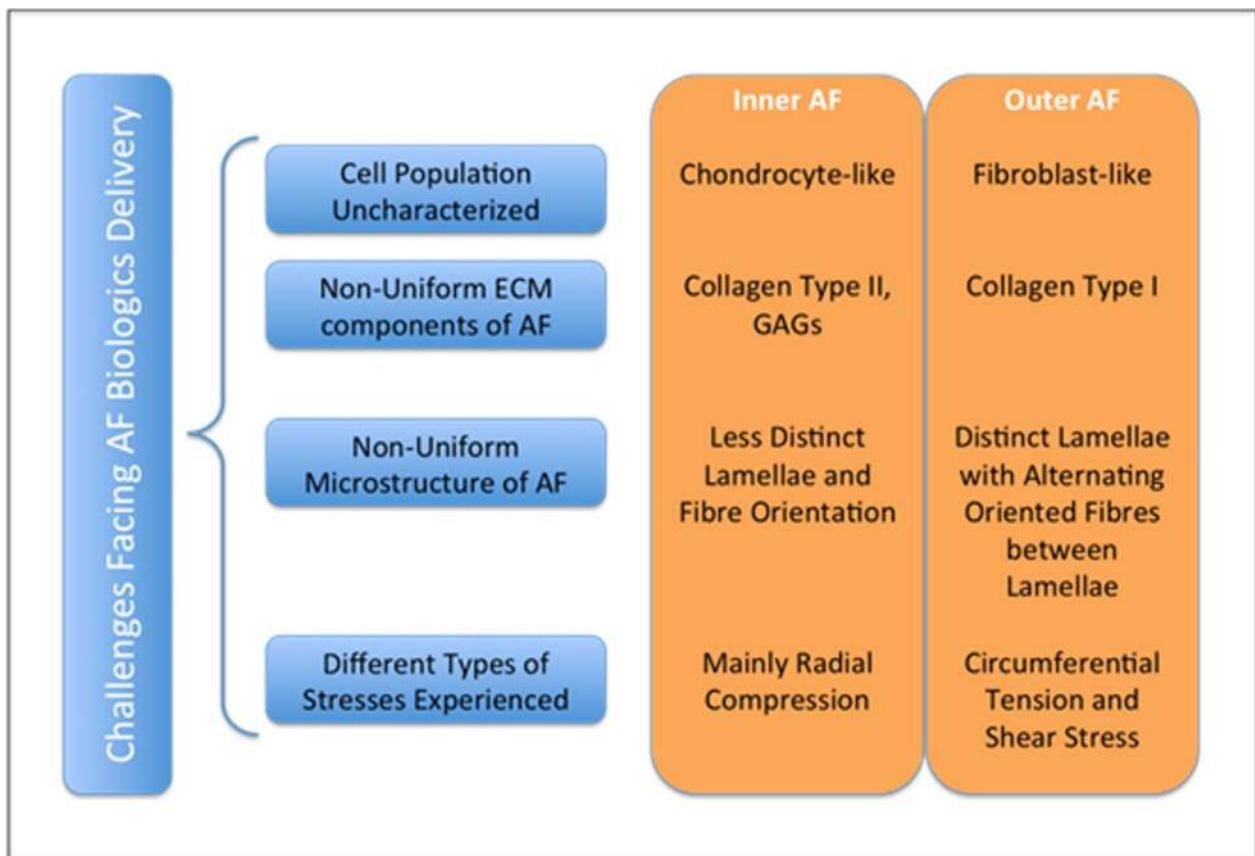 Challenges Facing AF Biologics Delivery
Inner AF
Outer AF
Cell Population
Uncharacterized
Chondrocyte-like
Fibroblast-like
Non-Uniform ECM
components of AF
Collagen Type II,
GAGs
Collagen Type I
Non-Uniform
Microstructure of AF
Less Distinct
Lamellae and
Fibre Orientation
Distinct Lamellae
with Alternating
Oriented Fibres
between
Lamellae
Different Types of
Stresses Experienced
Mainly Radial
Compression
Circumferential
Tension and
Shear Stress